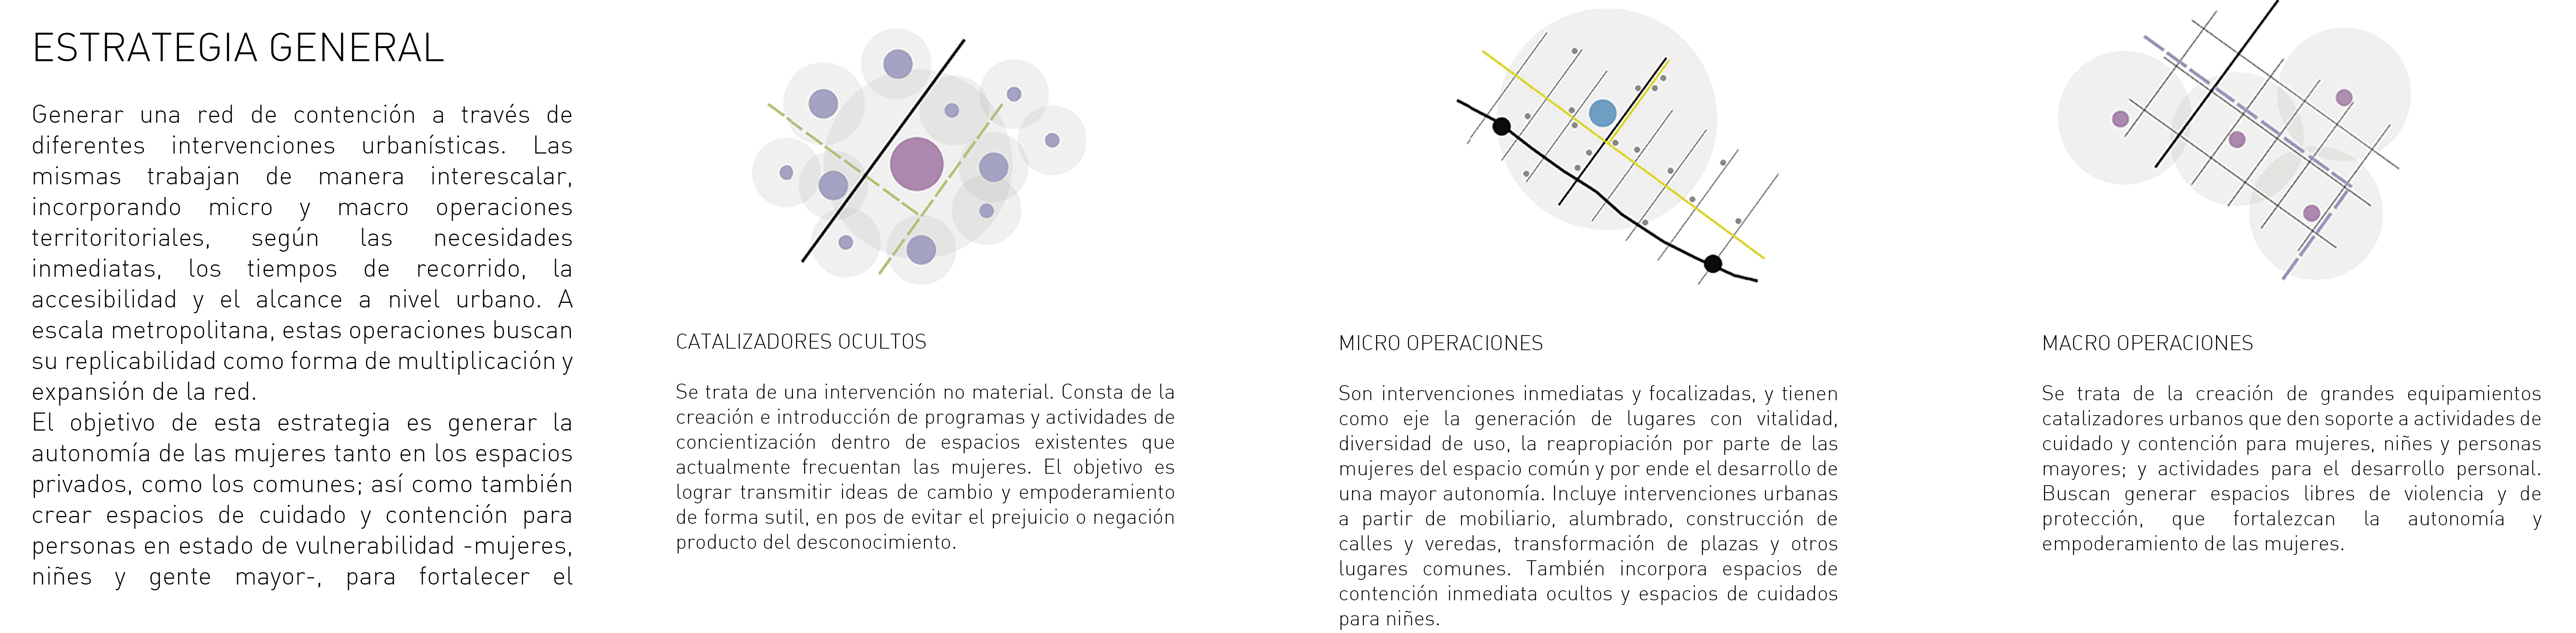 ESTRATEGIA GENERAL
Generar una red de contención a través de
diferentes intervenciones urbanísticas. Las
mismas trabajan de manera interescalar,
incorporando micro y macro operaciones
territoritoriales, según las necesidades
inmediatas, los tiempos de recorrido, la
accesibilidad y el alcance a nivel urbano. A
escala metropolitana, estas operaciones buscan
su replicabilidad como forma de multiplicación y
expansión de la red.
El objetivo de esta estrategia es generar la
autonomía de las mujeres tanto en los espacios
privados, como los comunes; así como también
crear espacios de cuidado y contención para
personas en estado de vulnerabilidad -mujeres,
niñes y gente mayor-, para fortalecer el
CATALIZADORES OCULTOS
Se trata de una intervención no material. Consta de la
creación e introducción de programas y actividades de
concientización dentro de espacios existentes que
actualmente frecuentan las mujeres. El objetivo es
lograr transmitir ideas de cambio y empoderamiento
de forma sutil, en pos de evitar el prejuicio o negación
producto del desconocimiento.
MICRO OPERACIONES
Son intervenciones inmediatas y focalizadas, y tienen
como eje la generación de lugares con vitalidad,
diversidad de uso, la reapropiación por parte de las
mujeres del espacio común y por ende el desarrollo de
una mayor autonomía. Incluye intervenciones urbanas
a partir de mobiliario, alumbrado, construcción de
calles y veredas, transformación de plazas y otros
lugares comunes. También incorpora espacios de
contención inmediata ocultos y espacios de cuidados
para niñes.
MACRO OPERACIONES
Se trata de la creación de grandes equipamientos
catalizadores urbanos que den soporte a actividades de
cuidado y contención para mujeres, niñes y personas
mayores; y actividades para el desarrollo personal.
Buscan generar espacios libres de violencia y de
protección, que fortalezcan la autonomía y
empoderamiento de las mujeres.